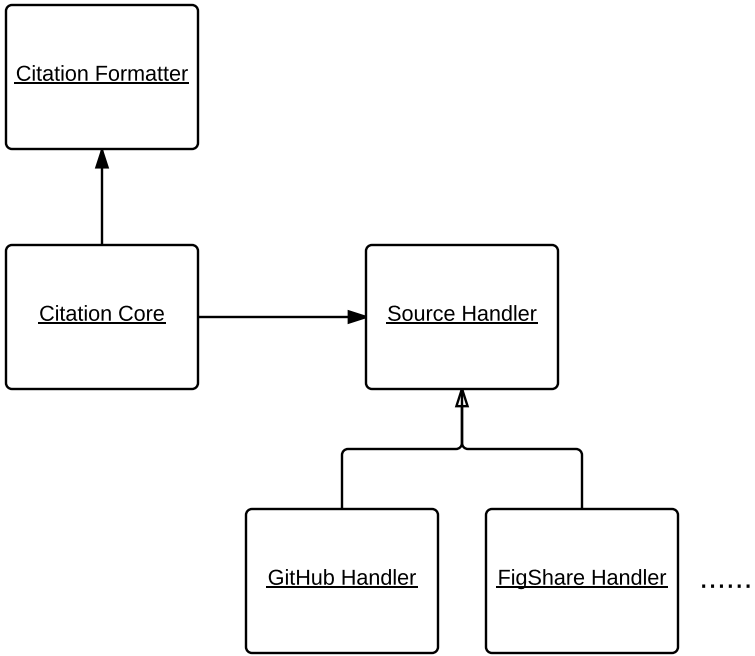 Citation Formatter
Citation Core
Source Handler
GitHub Handler
FigShare Handler
......